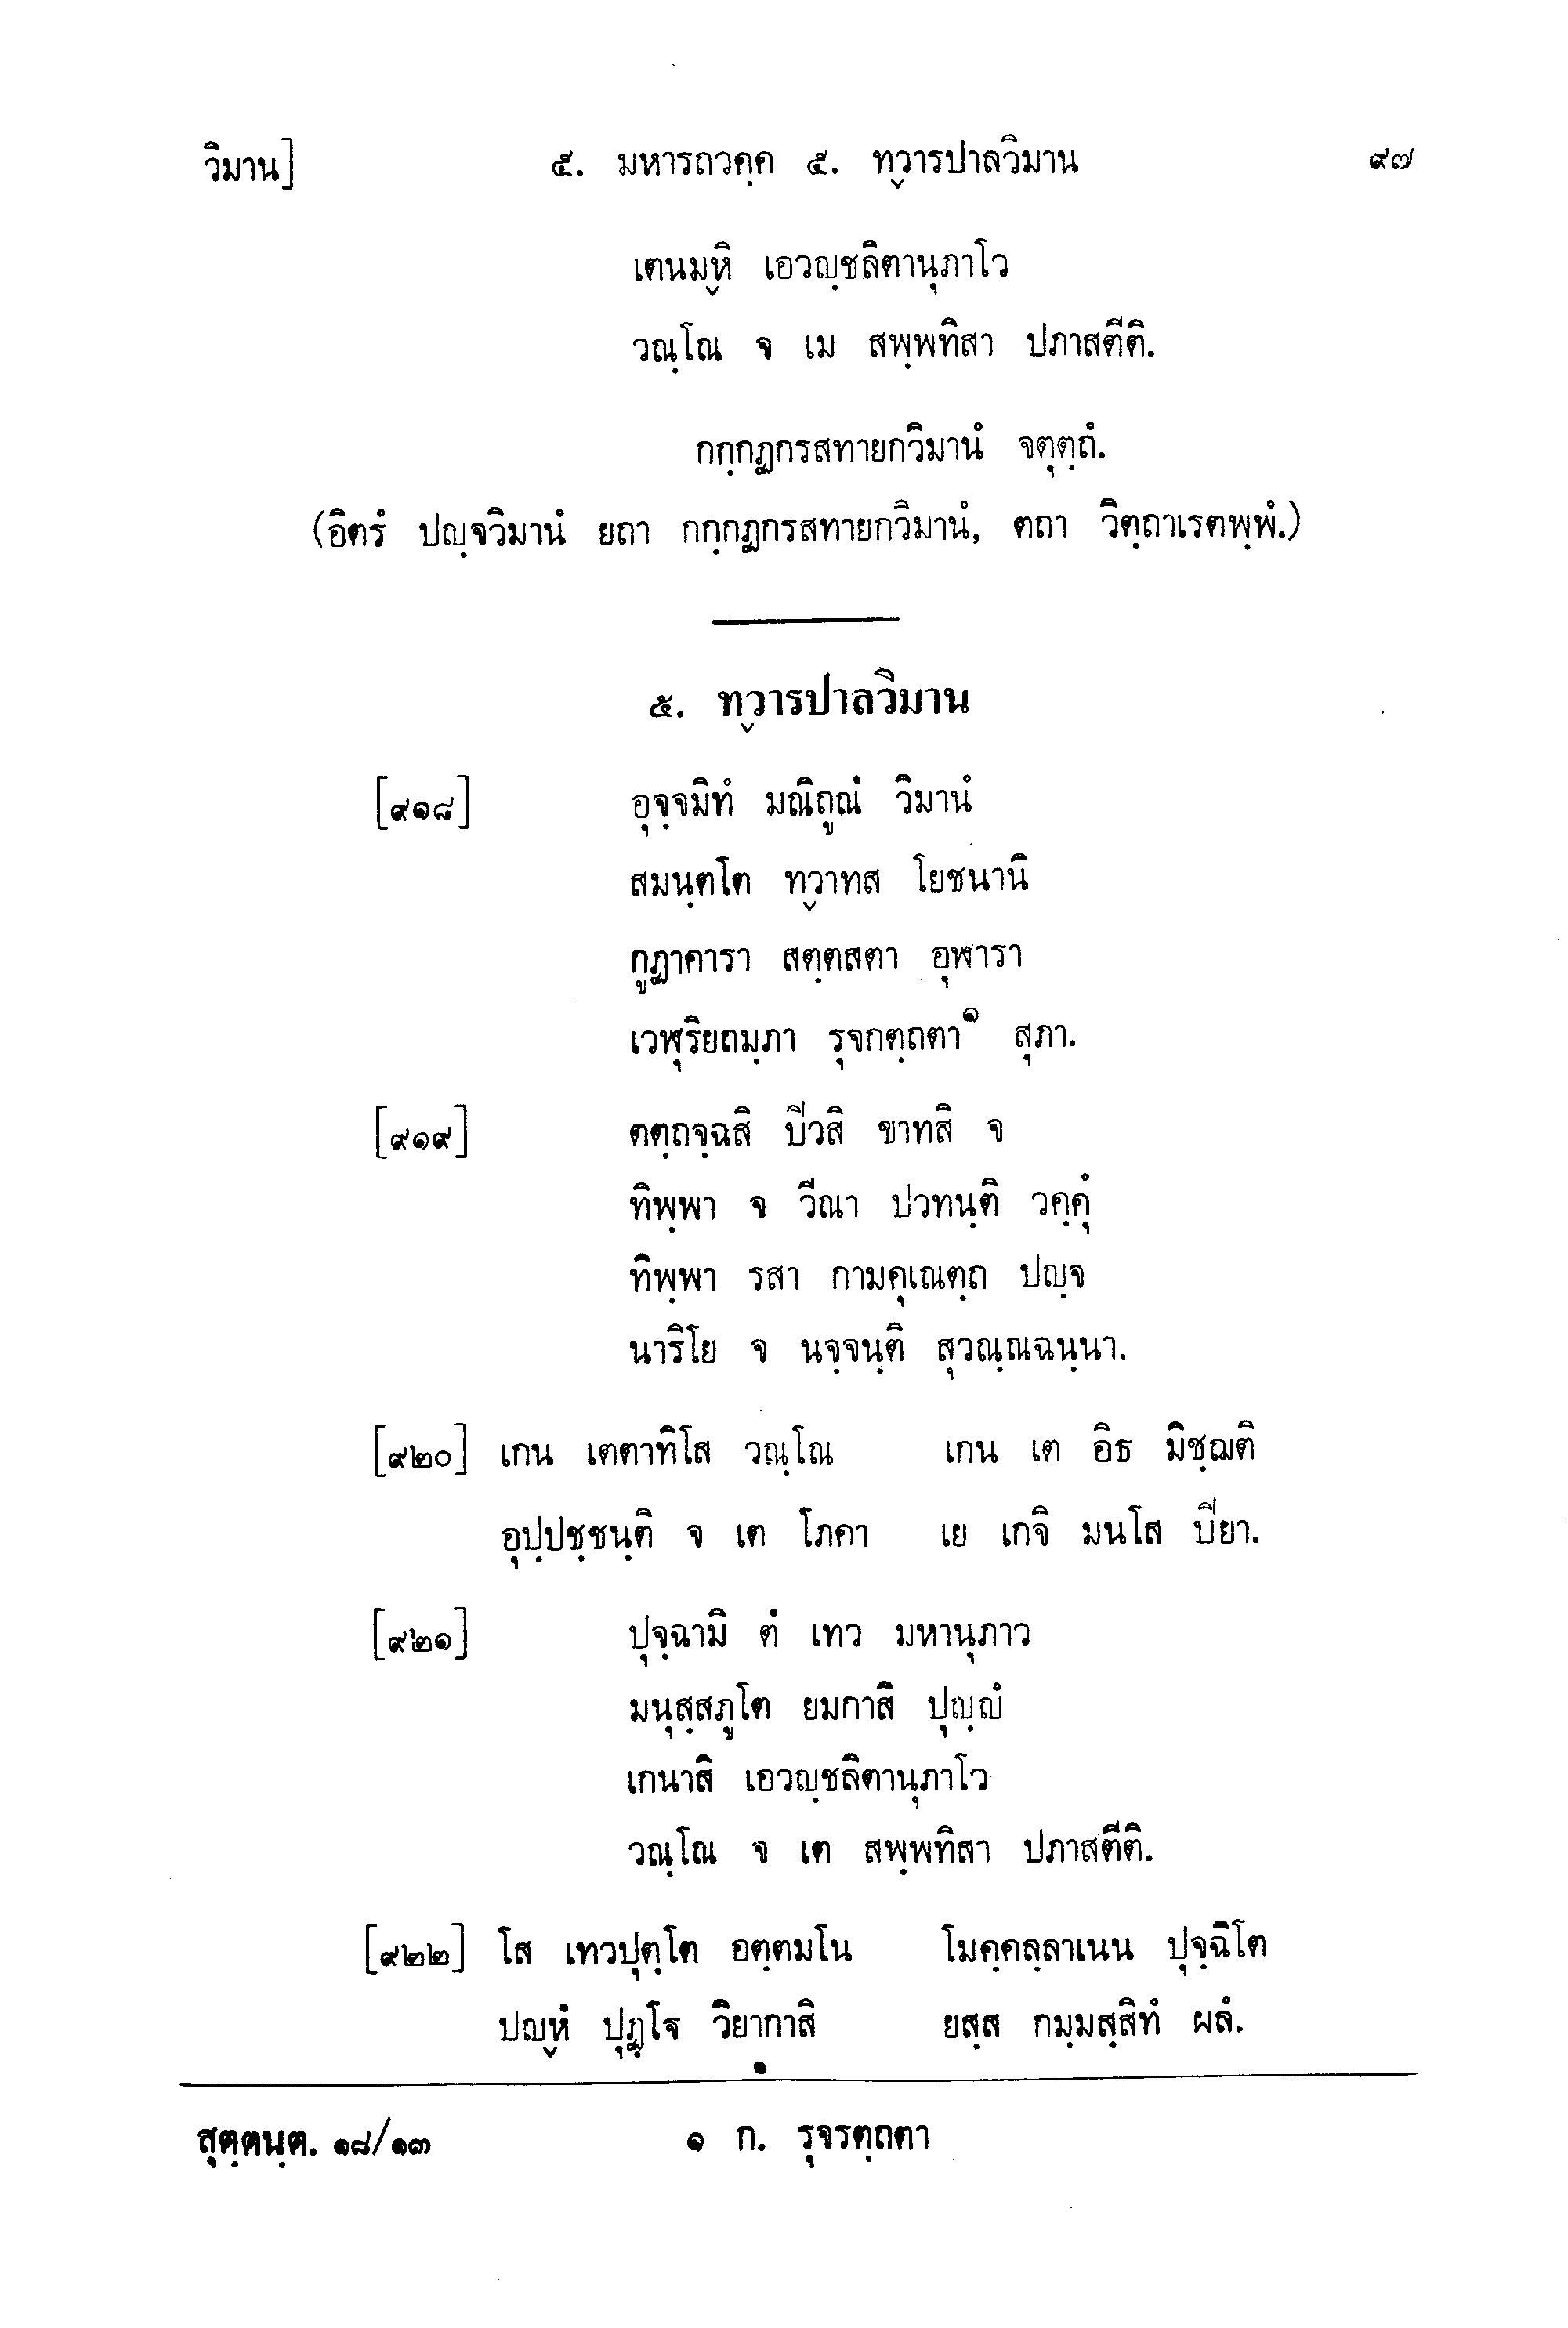 วิมาน] ๕. มหารถวคฺค ๕. ทฺวารปาลวิมาน ๙๗
เตนมฺหิ เอวญฺชลิตานุภาโว
วณฺโณ จ เม สพฺพทิสา ปภาสตีติ.
กกฺกฏกรสทายกวิมานํ จตุตฺถํ.
(อิตรํ ปญฺจวิมานํ ยถา กกฺกฏกรสทายกวิมานํ, ตถา วิตฺถาเรตพฺพํ.)
๕. ทฺวารปาลวิมาน
[๙๑๘] อุจฺจมิทํ มณิถูณํ วิมานํ
สมนฺตโต ทฺวาทส โยชนานิ
กูฏาคารา สตฺตสตา อุฬารา
เวฬุริยถมฺภา รุจกตฺถตา๑ สุภา.
[๙๑๙] ตตฺถจฺฉสิ ปิวสิ ขาทสิ จ
ทิพฺพา จ วีณา ปวทนฺติ วคฺคุํ
ทิพฺพา รสา กามคุเณตฺถ ปญฺจ
นาริโย จ นจฺจนฺติ สุวณฺณฉนฺนา.
[๙๒๐] เกน เตตาทิโส วณฺโณ เกน เต อิธ มิชฺฌติ
อุปฺปชฺชนฺติ จ เต โภคา เย เกจิ มนโส ปิยา.
[๙๒๑] ปุจฺฉามิ ตํ เทว มหานุภาว
มนุสฺสภูโต ยมกาสิ ปุญฺญํ
เกนาสิ เอวญฺชลิตานุภาโว
วณฺโณ จ เต สพฺพทิสา ปภาสตีติ.
[๙๒๒] โส เทวปุตฺโต อตฺตมโน โมคฺคลฺลาเนน ปุจฺฉิโต
ปญฺหํ ปุฏฺโฐ วิยากาสิ ยสฺส กมฺมสฺสิทํ ผลํ.
สุตฺตนฺต. ๑๘/๑๓ ๑ ก. รุจรตฺถตา